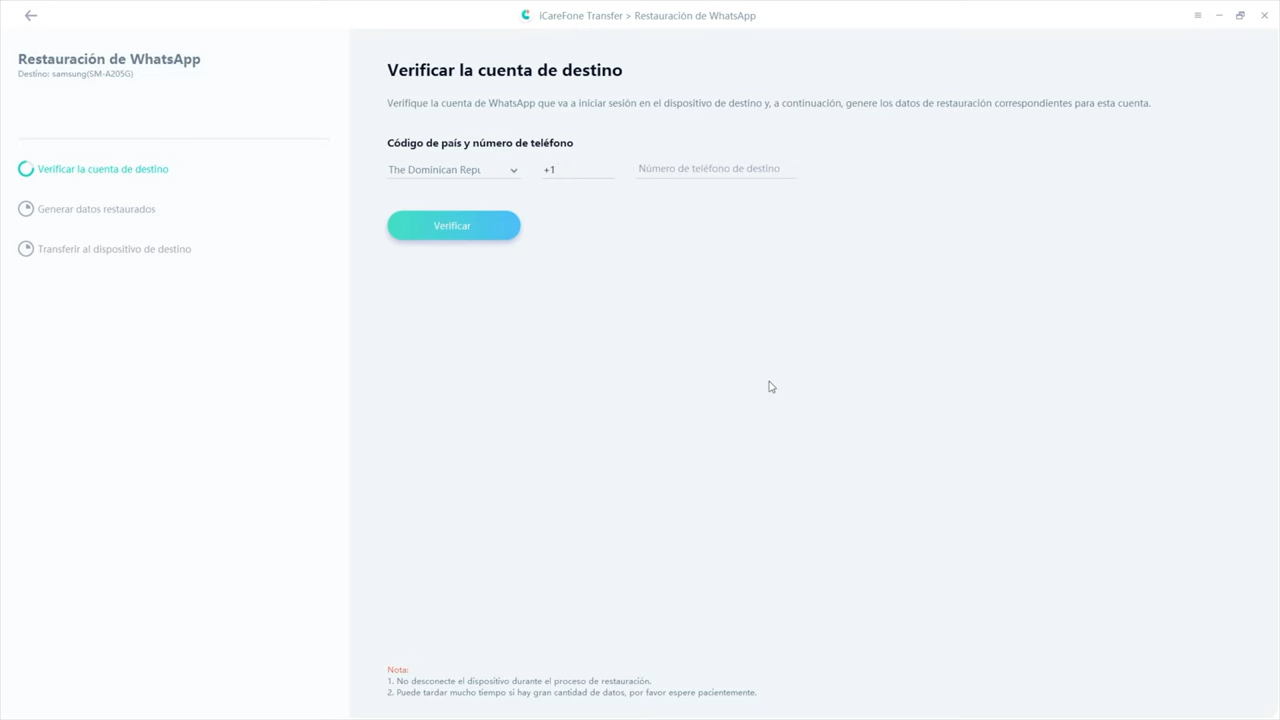 iCareFone Transfer > Restauración de WhatsApp
Restauración de WhatsApp
Destino: samsung(SM-A205G)
Verificar la cuenta de destino
Generar datos restaurados
Transferir al dispositivo de destino
Verificar la cuenta de destino
Verifique la cuenta de WhatsApp que va a iniciar sesión en el dispositivo de destino y, a continuación, genere los datos de restauración correspondientes para esta cuenta.
Código de país y número de teléfono
The Dominican Repu +1 Número de teléfono de destino
Verificar
Nota:
1. No desconecte el dispositivo durante el proceso de restauración.
2. Puede tardar mucho tiempo si hay gran cantidad de datos, por favor espere pacientemente.